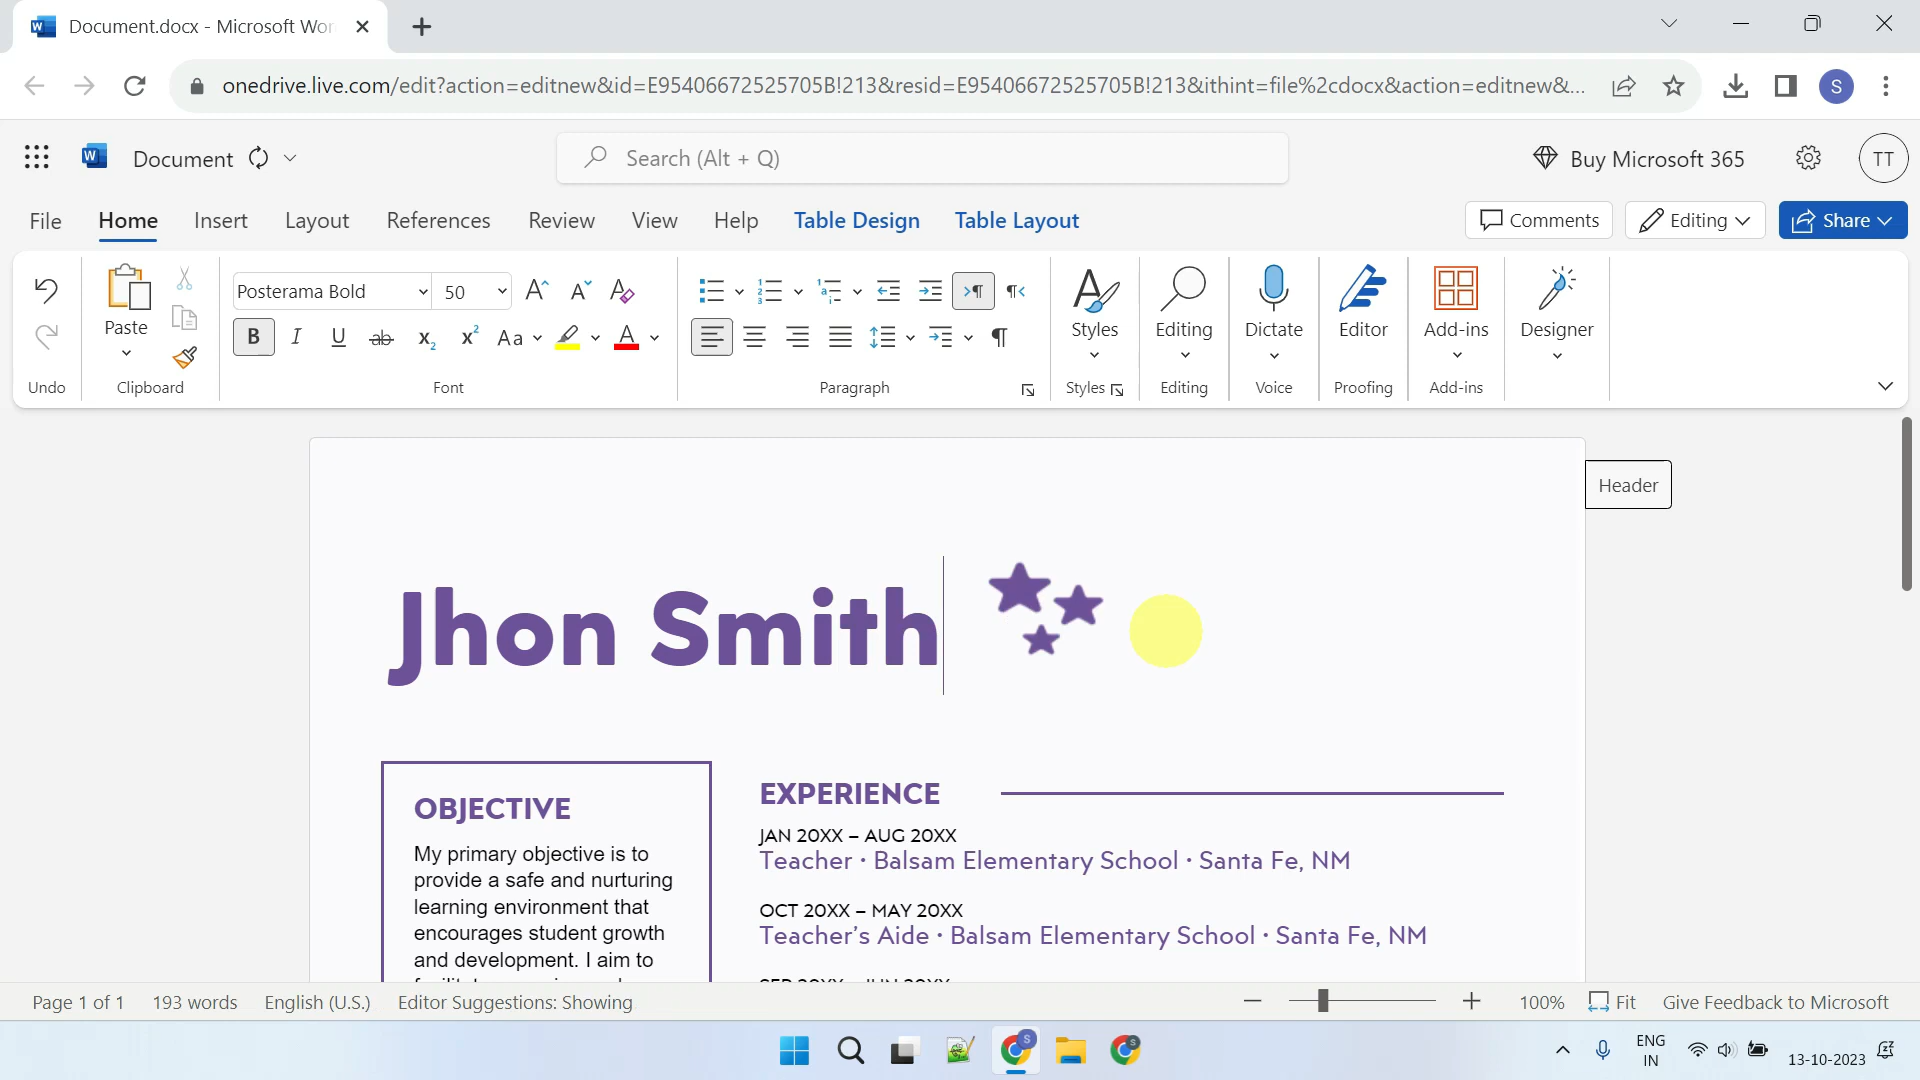 Document.docx - Microsoft Wor
onedrive.live.com/edit?action=editnew&id=E95406672525705B!213&resid=E95406672525705B!213&ithint=file%2cdocx&action=editnew&...
S
Document
Search (Alt + Q)
Buy Microsoft 365
TT
File
Home
Insert
Layout
References
Review
View
Help
Table Design
Table Layout
Comments
Editing
Share
Paste
Posterama Bold
50
Styles
Editing
Dictate
Editor
Add-ins
Designer
Undo
Clipboard
Font
Paragraph
Styles
Editing
Voice
Proofing
Add-ins
Header
Jhon Smith
OBJECTIVE
My primary objective is to
provide a safe and nurturing
learning environment that
encourages student growth
and development. I aim to
EXPERIENCE
JAN 20XX – AUG 20XX
Teacher • Balsam Elementary School • Santa Fe, NM
OCT 20XX – MAY 20XX
Teacher's Aide • Balsam Elementary School • Santa Fe, NM
Page 1 of 1
193 words
English (U.S.)
Editor Suggestions: Showing
100%
Fit
Give Feedback to Microsoft
ENG
IN
13-10-2023